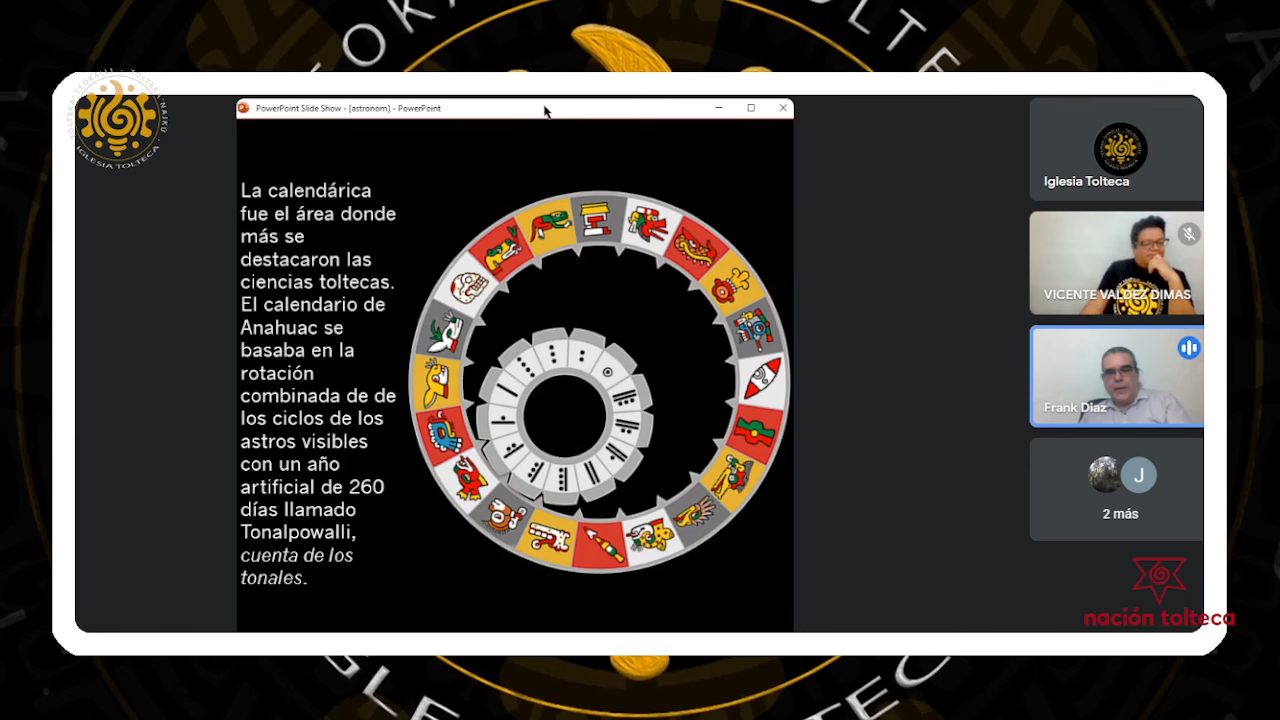 PowerPoint Slide Show - [astronom] - PowerPoint
IGLESIA TOLTECA
La calendárica
fue el área donde
más se
destacaron las
ciencias toltecas.
El calendario de
Anahuac se
basaba en la
rotación
combinada de de
los ciclos de los
astros visibles
con un año
artificial de 260
días llamado
Tonalpowalli,
cuenta de los
tonales.
Iglesia Tolteca
VICENTE VALDEZ DIMAS
Frank Diaz
J
2 más
nación tolteca